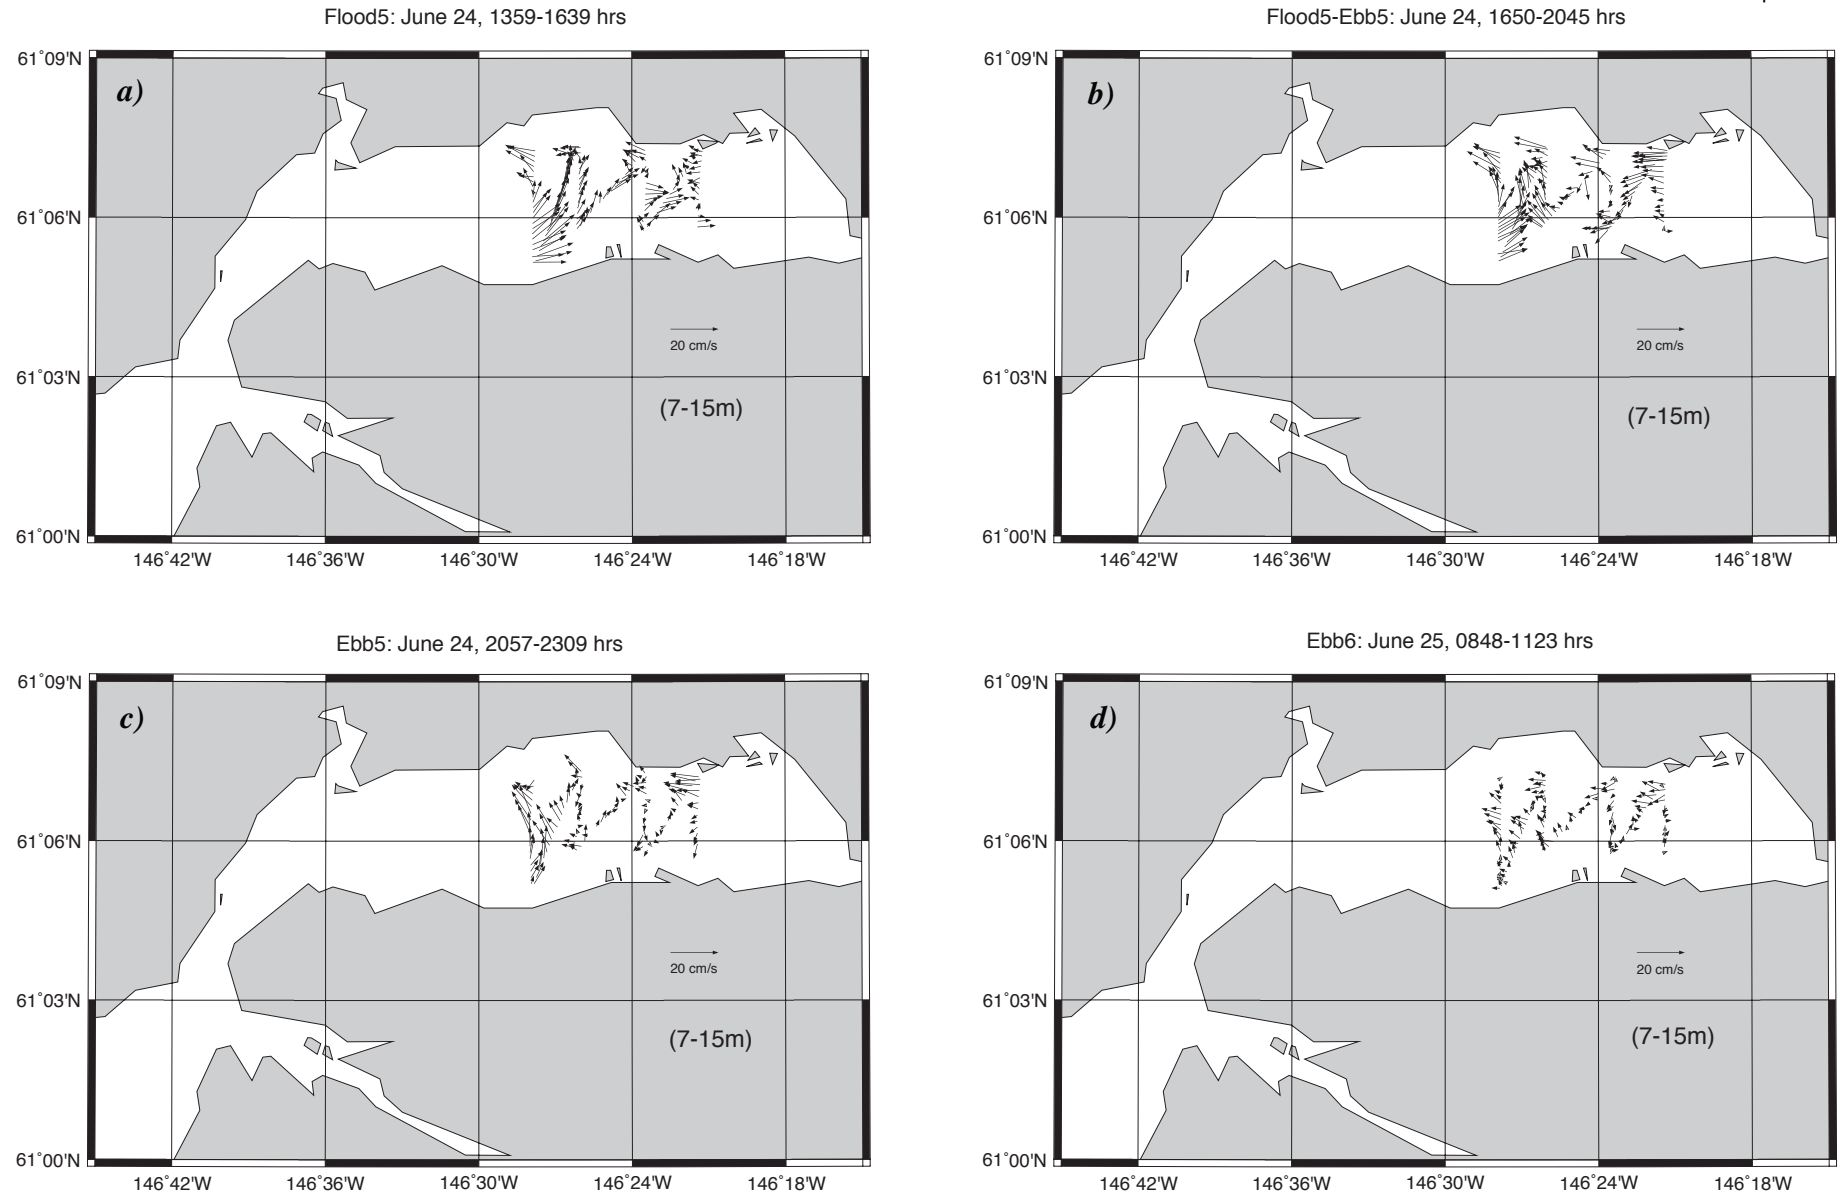 Flood5: June 24, 1359-1639 hrs
a)
61˚09'N
61˚06'N
61˚03'N
61˚00'N
20 cm/s
(7-15m)
146˚42'W 146˚36'W 146˚30'W 146˚24'W 146˚18'W
Flood5-Ebb5: June 24, 1650-2045 hrs
b)
61˚09'N
61˚06'N
61˚03'N
61˚00'N
20 cm/s
(7-15m)
146˚42'W 146˚36'W 146˚30'W 146˚24'W 146˚18'W
Ebb5: June 24, 2057-2309 hrs
c)
61˚09'N
61˚06'N
61˚03'N
61˚00'N
20 cm/s
(7-15m)
146˚42'W 146˚36'W 146˚30'W 146˚24'W 146˚18'W
Ebb6: June 25, 0848-1123 hrs
d)
61˚09'N
61˚06'N
61˚03'N
61˚00'N
20 cm/s
(7-15m)
146˚42'W 146˚36'W 146˚30'W 146˚24'W 146˚18'W